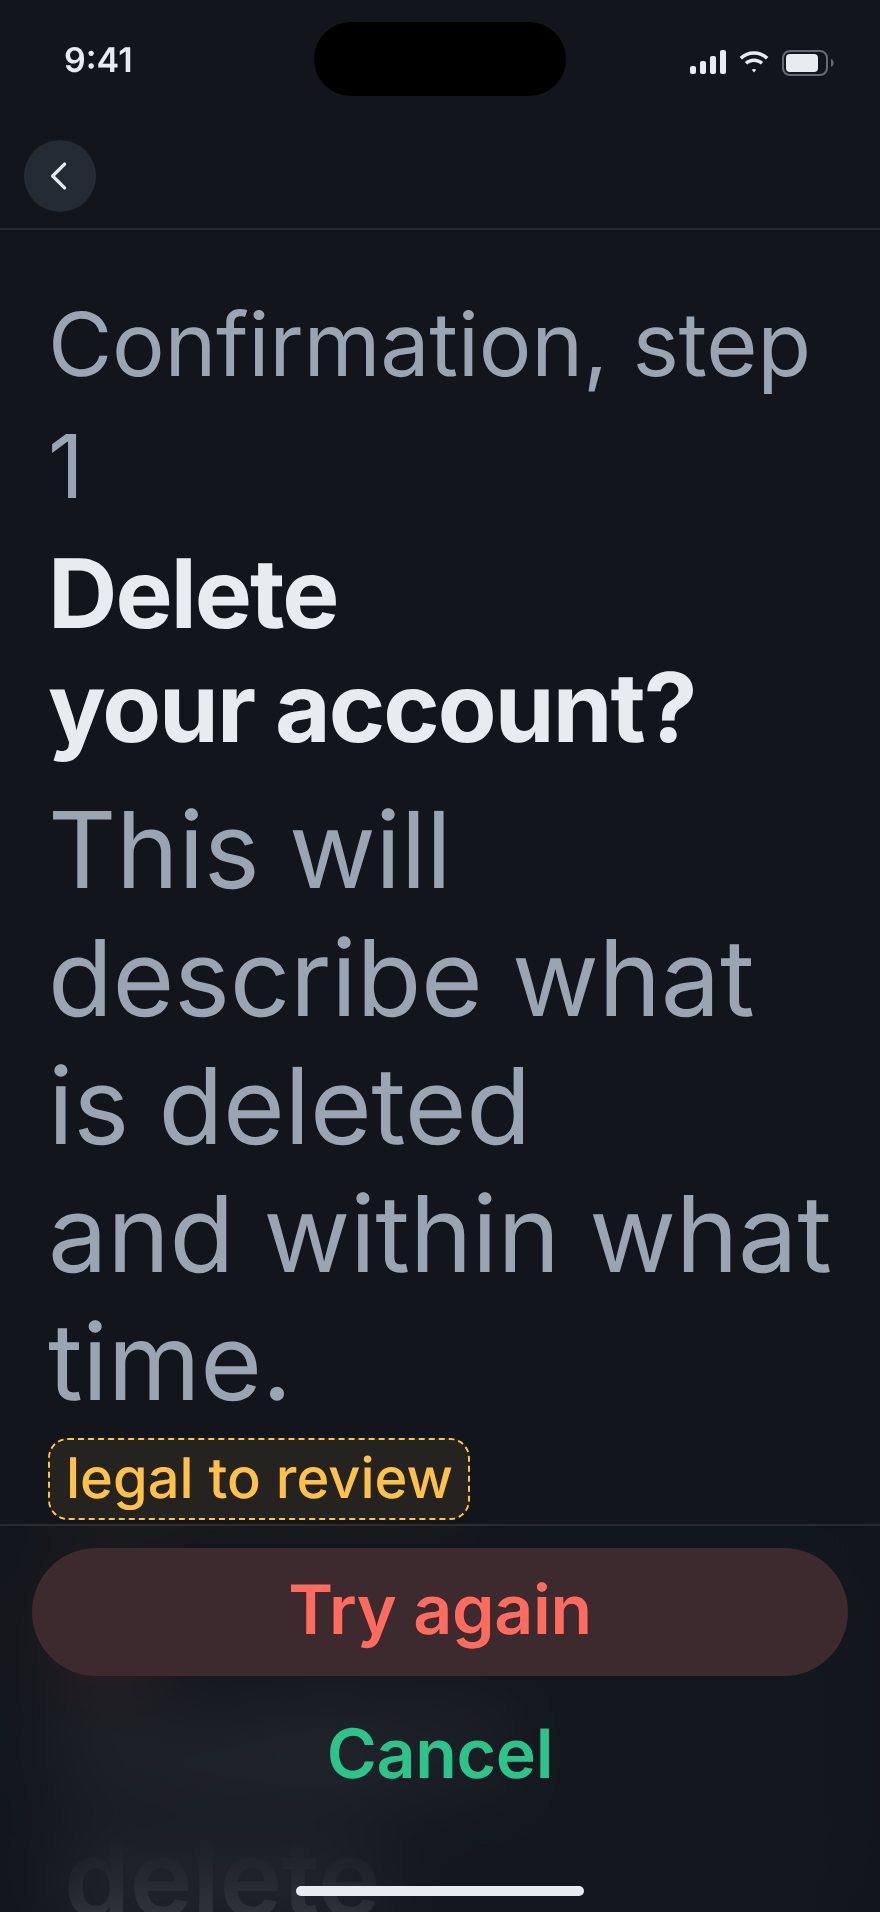 9:41
Confirmation, step
1
Delete
your account?
This will
describe what
is deleted
and within what
time.
legal to review
Try again
Cancel
delete